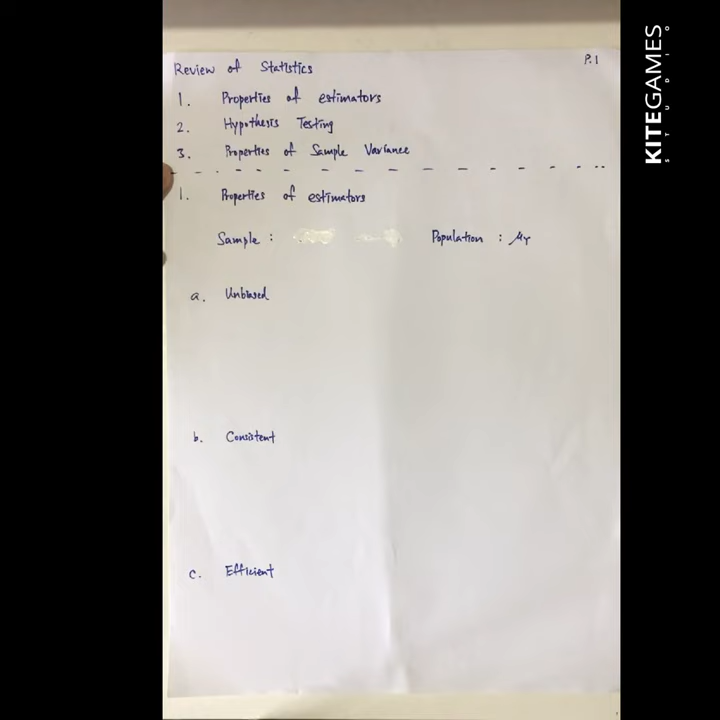 Review of Statistics
P.1
1. Properties of estimators
2. Hypothesis Testing
3. Properties of Sample Variance
1. Properties of estimators
Sample : Population : μY
a. Unbiased
b. Consistent
c. Efficient
KITEGAMES
STUDIO